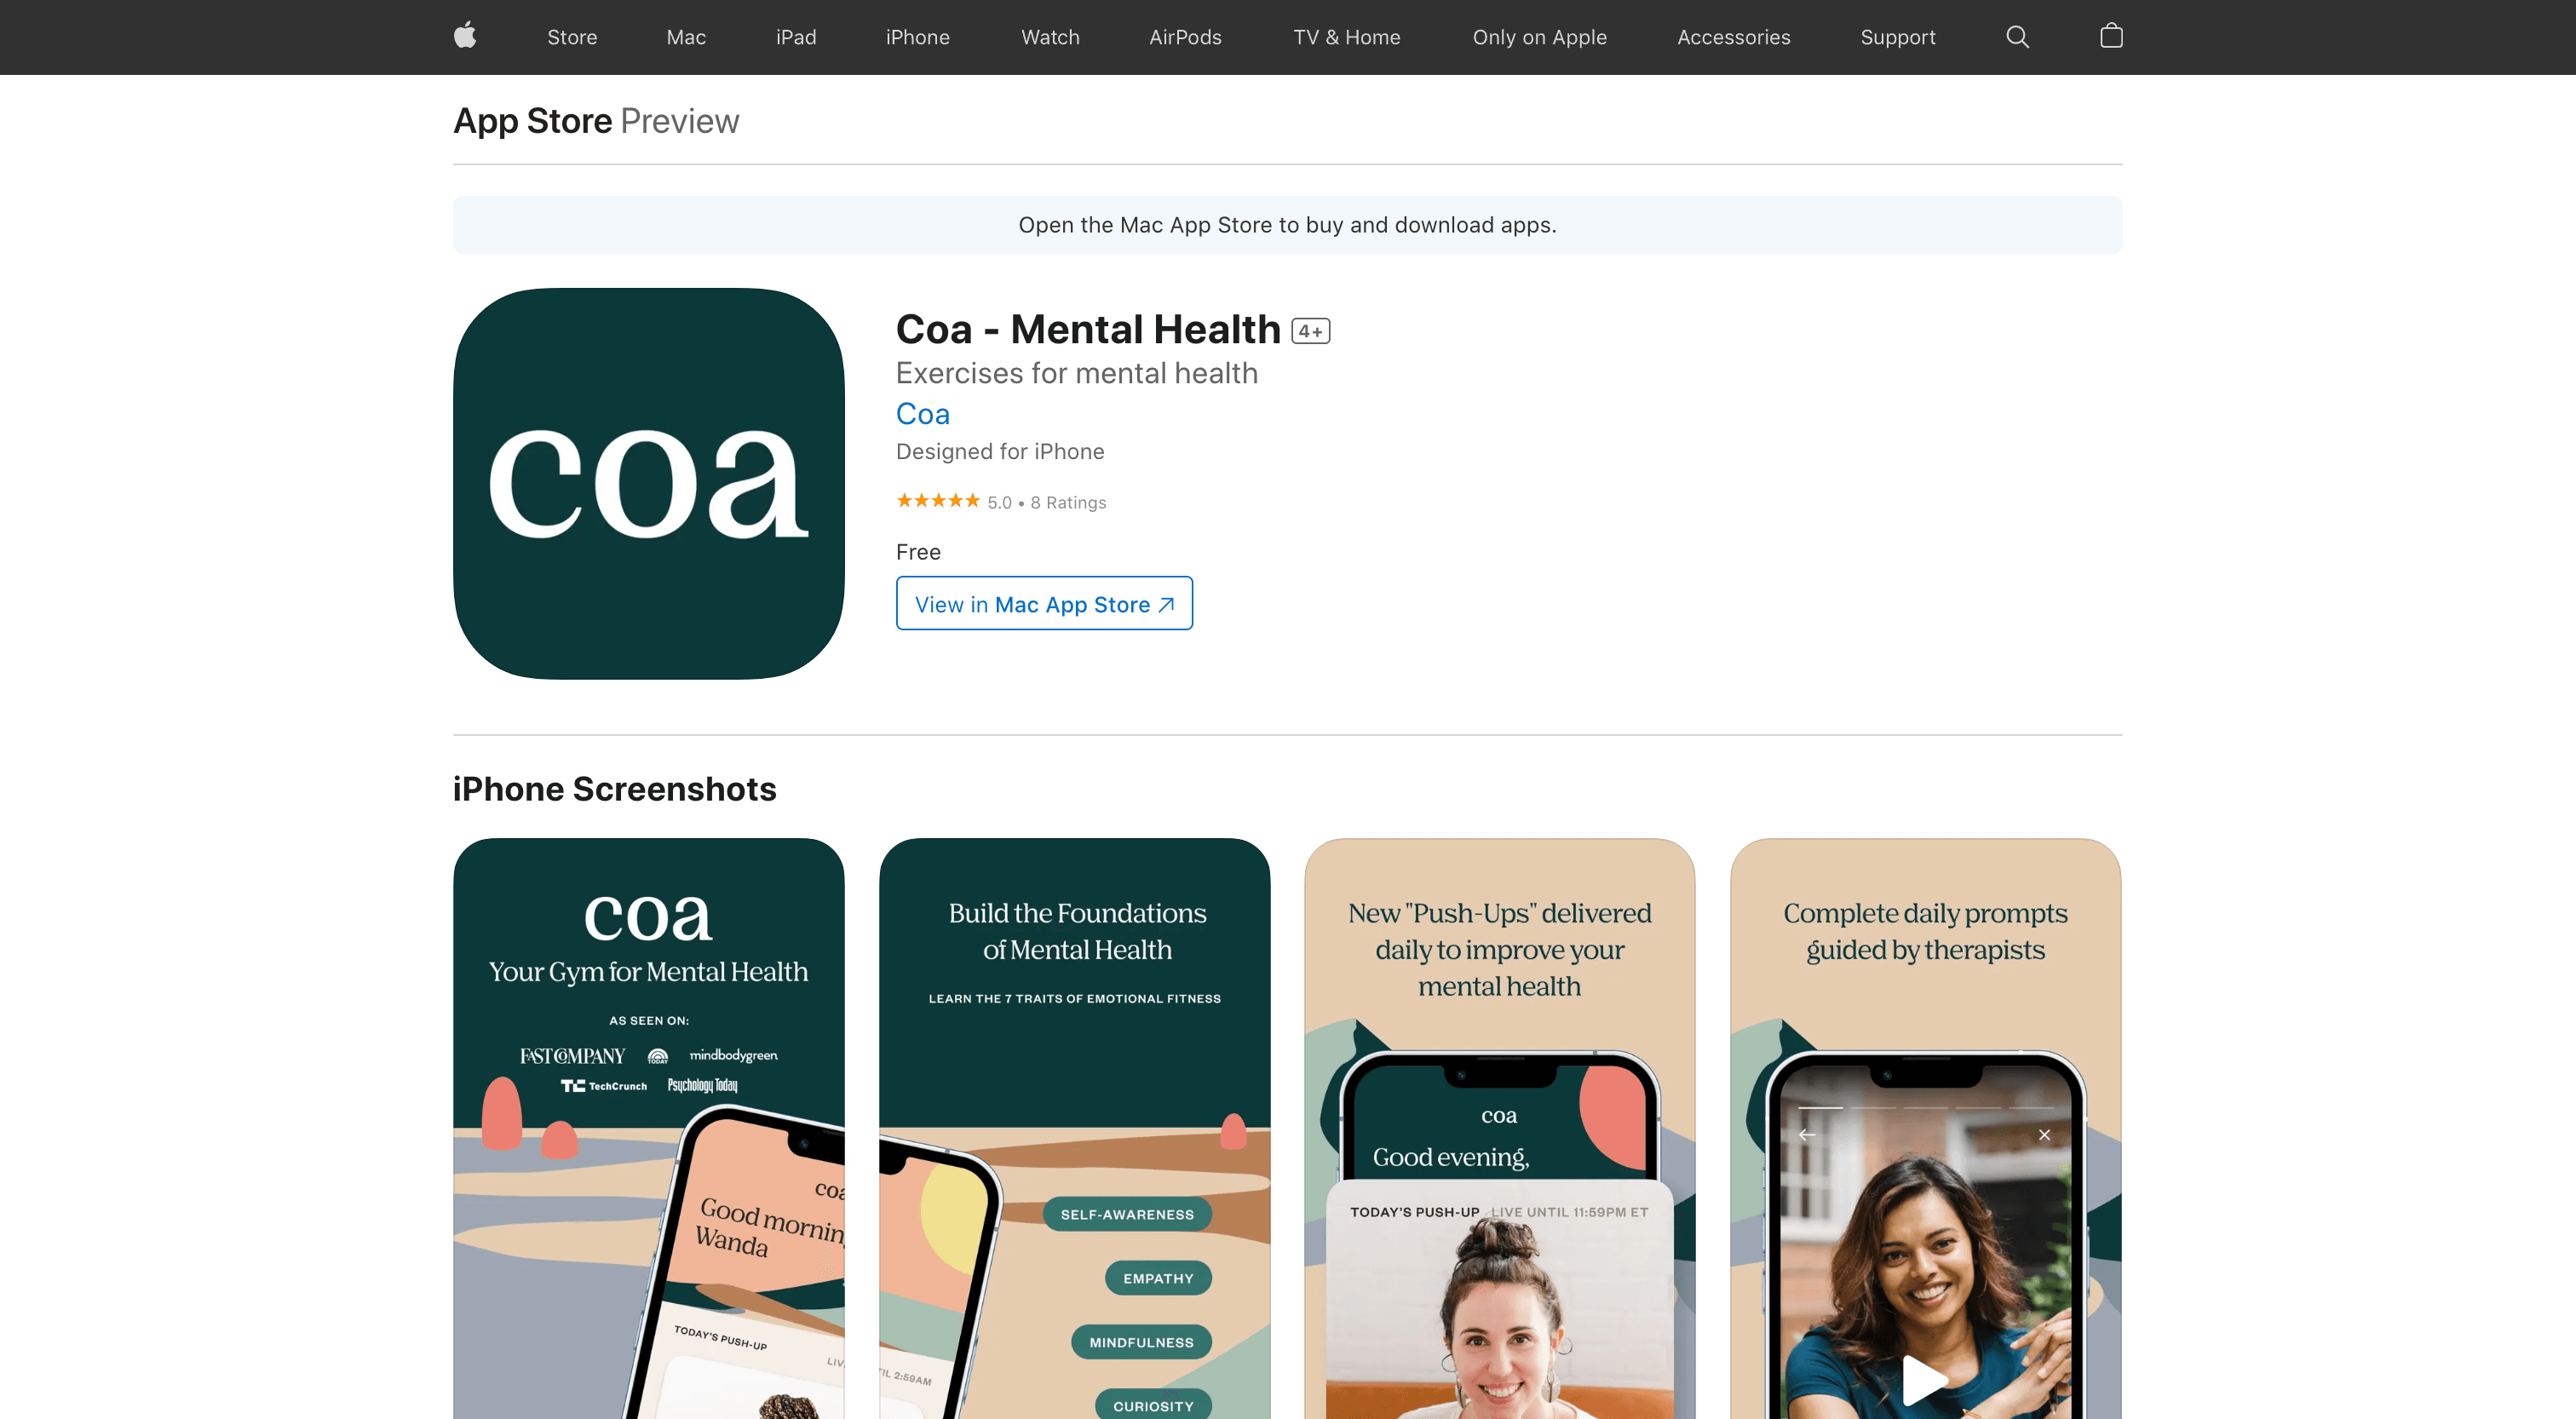 Store Mac iPad iPhone Watch AirPods TV & Home Only on Apple Accessories Support
App Store Preview
Open the Mac App Store to buy and download apps.
coa
Coa - Mental Health 4+
Exercises for mental health
Coa
Designed for iPhone
★★★★★ 5.0 • 8 Ratings
Free
View in Mac App Store ↗
iPhone Screenshots
coa
Your Gym for Mental Health
AS SEEN ON:
FAST COMPANY TODAY mindbodygreen
TC TechCrunch Psychology Today
coa
Good mornin
Wanda
TODAY'S PUSH-UP
LIV
Build the Foundations
of Mental Health
LEARN THE 7 TRAITS OF EMOTIONAL FITNESS
IL 2:59AM
SELF-AWARENESS
EMPATHY
MINDFULNESS
CURIOSITY
New "Push-Ups" delivered
daily to improve your
mental health
coa
Good evening,
TODAY'S PUSH-UP LIVE UNTIL 11:59PM ET
Complete daily prompts
guided by therapists